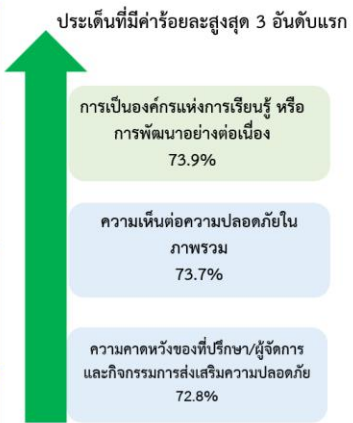 ประเด็นที่มีค่าร้อยละสูงสุด 3 อันดับแรก
การเป็นองค์กรแห่งการเรียนรู้ หรือ
การพัฒนาอย่างต่อเนื่อง
73.9%
ความเห็นต่อความปลอดภัยใน
ภาพรวม
73.7%
ความคาดหวังของที่ปรึกษา/ผู้จัดการ
และกิจกรรมการส่งเสริมความปลอดภัย
72.8%